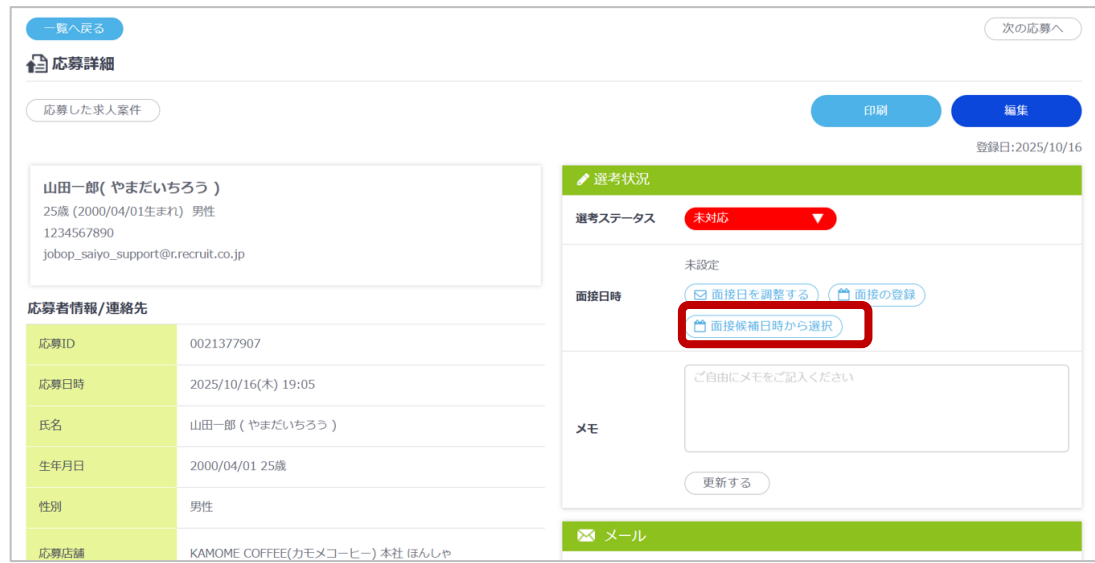 一覧へ戻る
次の応募へ
応募詳細
応募した求人案件
印刷
編集
登録日:2025/10/16
山田一郎( やまだいちろう )
25歳 (2000/04/01生まれ) 男性
1234567890
jobop_saiyo_support@r.recruit.co.jp
応募者情報/連絡先
応募ID 0021377907
応募日時 2025/10/16(木) 19:05
氏名 山田一郎 ( やまだいちろう )
生年月日 2000/04/01 25歳
性別 男性
応募店舗 KAMOME COFFEE(カモメコーヒー) 本社 ほんしゃ
選考状況
選考ステータス 未対応
面接日時 未設定
面接日を調整する 面接の登録
面接候補日時から選択
メモ ご自由にメモをご記入ください
更新する
メール